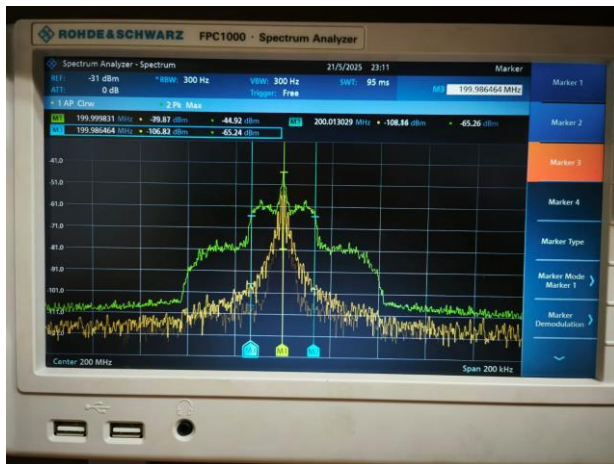 ROHDE&SCHWARZ FPC1000 · Spectrum Analyzer
Spectrum Analyzer - Spectrum 21/5/2025 23:11 Marker
REF: -31 dBm *RBW: 300 Hz VBW: 300 Hz SWT: 95 ms
ATT: 0 dB Trigger: Free M3 199.986464 MHz
1 AP Clrw 2 Pk Max
M1 199.999831 MHz -79.87 dBm -44.92 dBm 200.013029 MHz -108.16 dBm -65.26 dBm
199.986464 MHz -106.82 dBm -65.24 dBm
-41.0
-51.0
-61.0
-71.0
-81.0
-91.0
-101.0
M1
Center 200 MHz Span 200 kHz
Marker 1
Marker 2
Marker 3
Marker 4
Marker Type
Marker Mode
Marker 1
Marker
Demodulation